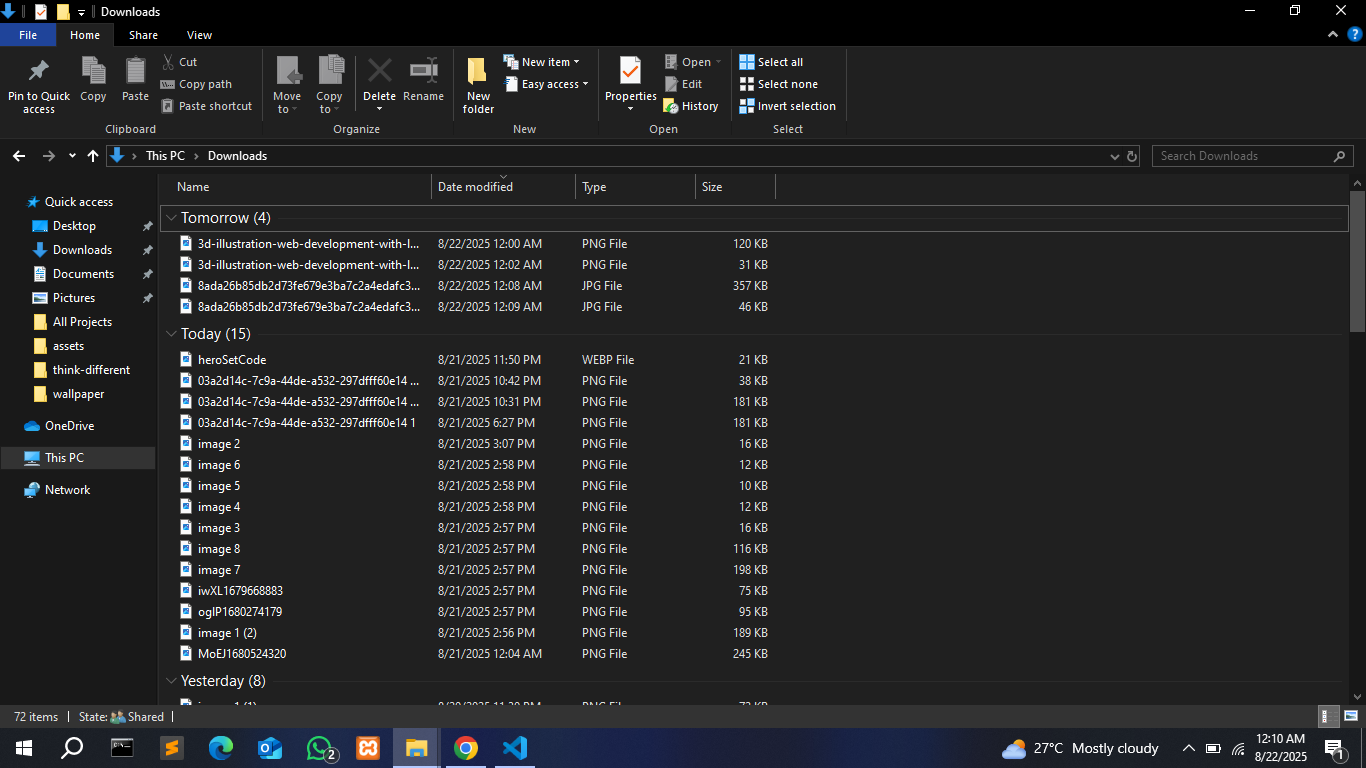 Downloads
File Home Share View
Pin to Quick access
Copy
Paste
Cut
Copy path
Paste shortcut
Clipboard
Move to
Copy to
Delete
Rename
Organize
New folder
New item
Easy access
New
Properties
Open
Edit
History
Open
Select all
Select none
Invert selection
Select
This PC Downloads
Search Downloads
Quick access
Desktop
Downloads
Documents
Pictures
All Projects
assets
think-different
wallpaper
OneDrive
This PC
Network
Name Date modified Type Size
Tomorrow (4)
3d-illustration-web-development-with-l... 8/22/2025 12:00 AM PNG File 120 KB
3d-illustration-web-development-with-l... 8/22/2025 12:02 AM PNG File 31 KB
8ada26b85db2d73fe679e3ba7c2a4edafc3... 8/22/2025 12:08 AM JPG File 357 KB
8ada26b85db2d73fe679e3ba7c2a4edafc3... 8/22/2025 12:09 AM JPG File 46 KB
Today (15)
heroSetCode 8/21/2025 11:50 PM WEBP File 21 KB
03a2d14c-7c9a-44de-a532-297dfff60e14 ... 8/21/2025 10:42 PM PNG File 38 KB
03a2d14c-7c9a-44de-a532-297dfff60e14 ... 8/21/2025 10:31 PM PNG File 181 KB
03a2d14c-7c9a-44de-a532-297dfff60e14 1 8/21/2025 6:27 PM PNG File 181 KB
image 2 8/21/2025 3:07 PM PNG File 16 KB
image 6 8/21/2025 2:58 PM PNG File 12 KB
image 5 8/21/2025 2:58 PM PNG File 10 KB
image 4 8/21/2025 2:58 PM PNG File 12 KB
image 3 8/21/2025 2:57 PM PNG File 16 KB
image 8 8/21/2025 2:57 PM PNG File 116 KB
image 7 8/21/2025 2:57 PM PNG File 198 KB
iwXL1679668883 8/21/2025 2:57 PM PNG File 75 KB
ogIP1680274179 8/21/2025 2:57 PM PNG File 95 KB
image 1 (2) 8/21/2025 2:56 PM PNG File 189 KB
MoEJ1680524320 8/21/2025 12:04 AM PNG File 245 KB
Yesterday (8)
72 items State: Shared
2
27°C Mostly cloudy
12:10 AM
8/22/2025
1